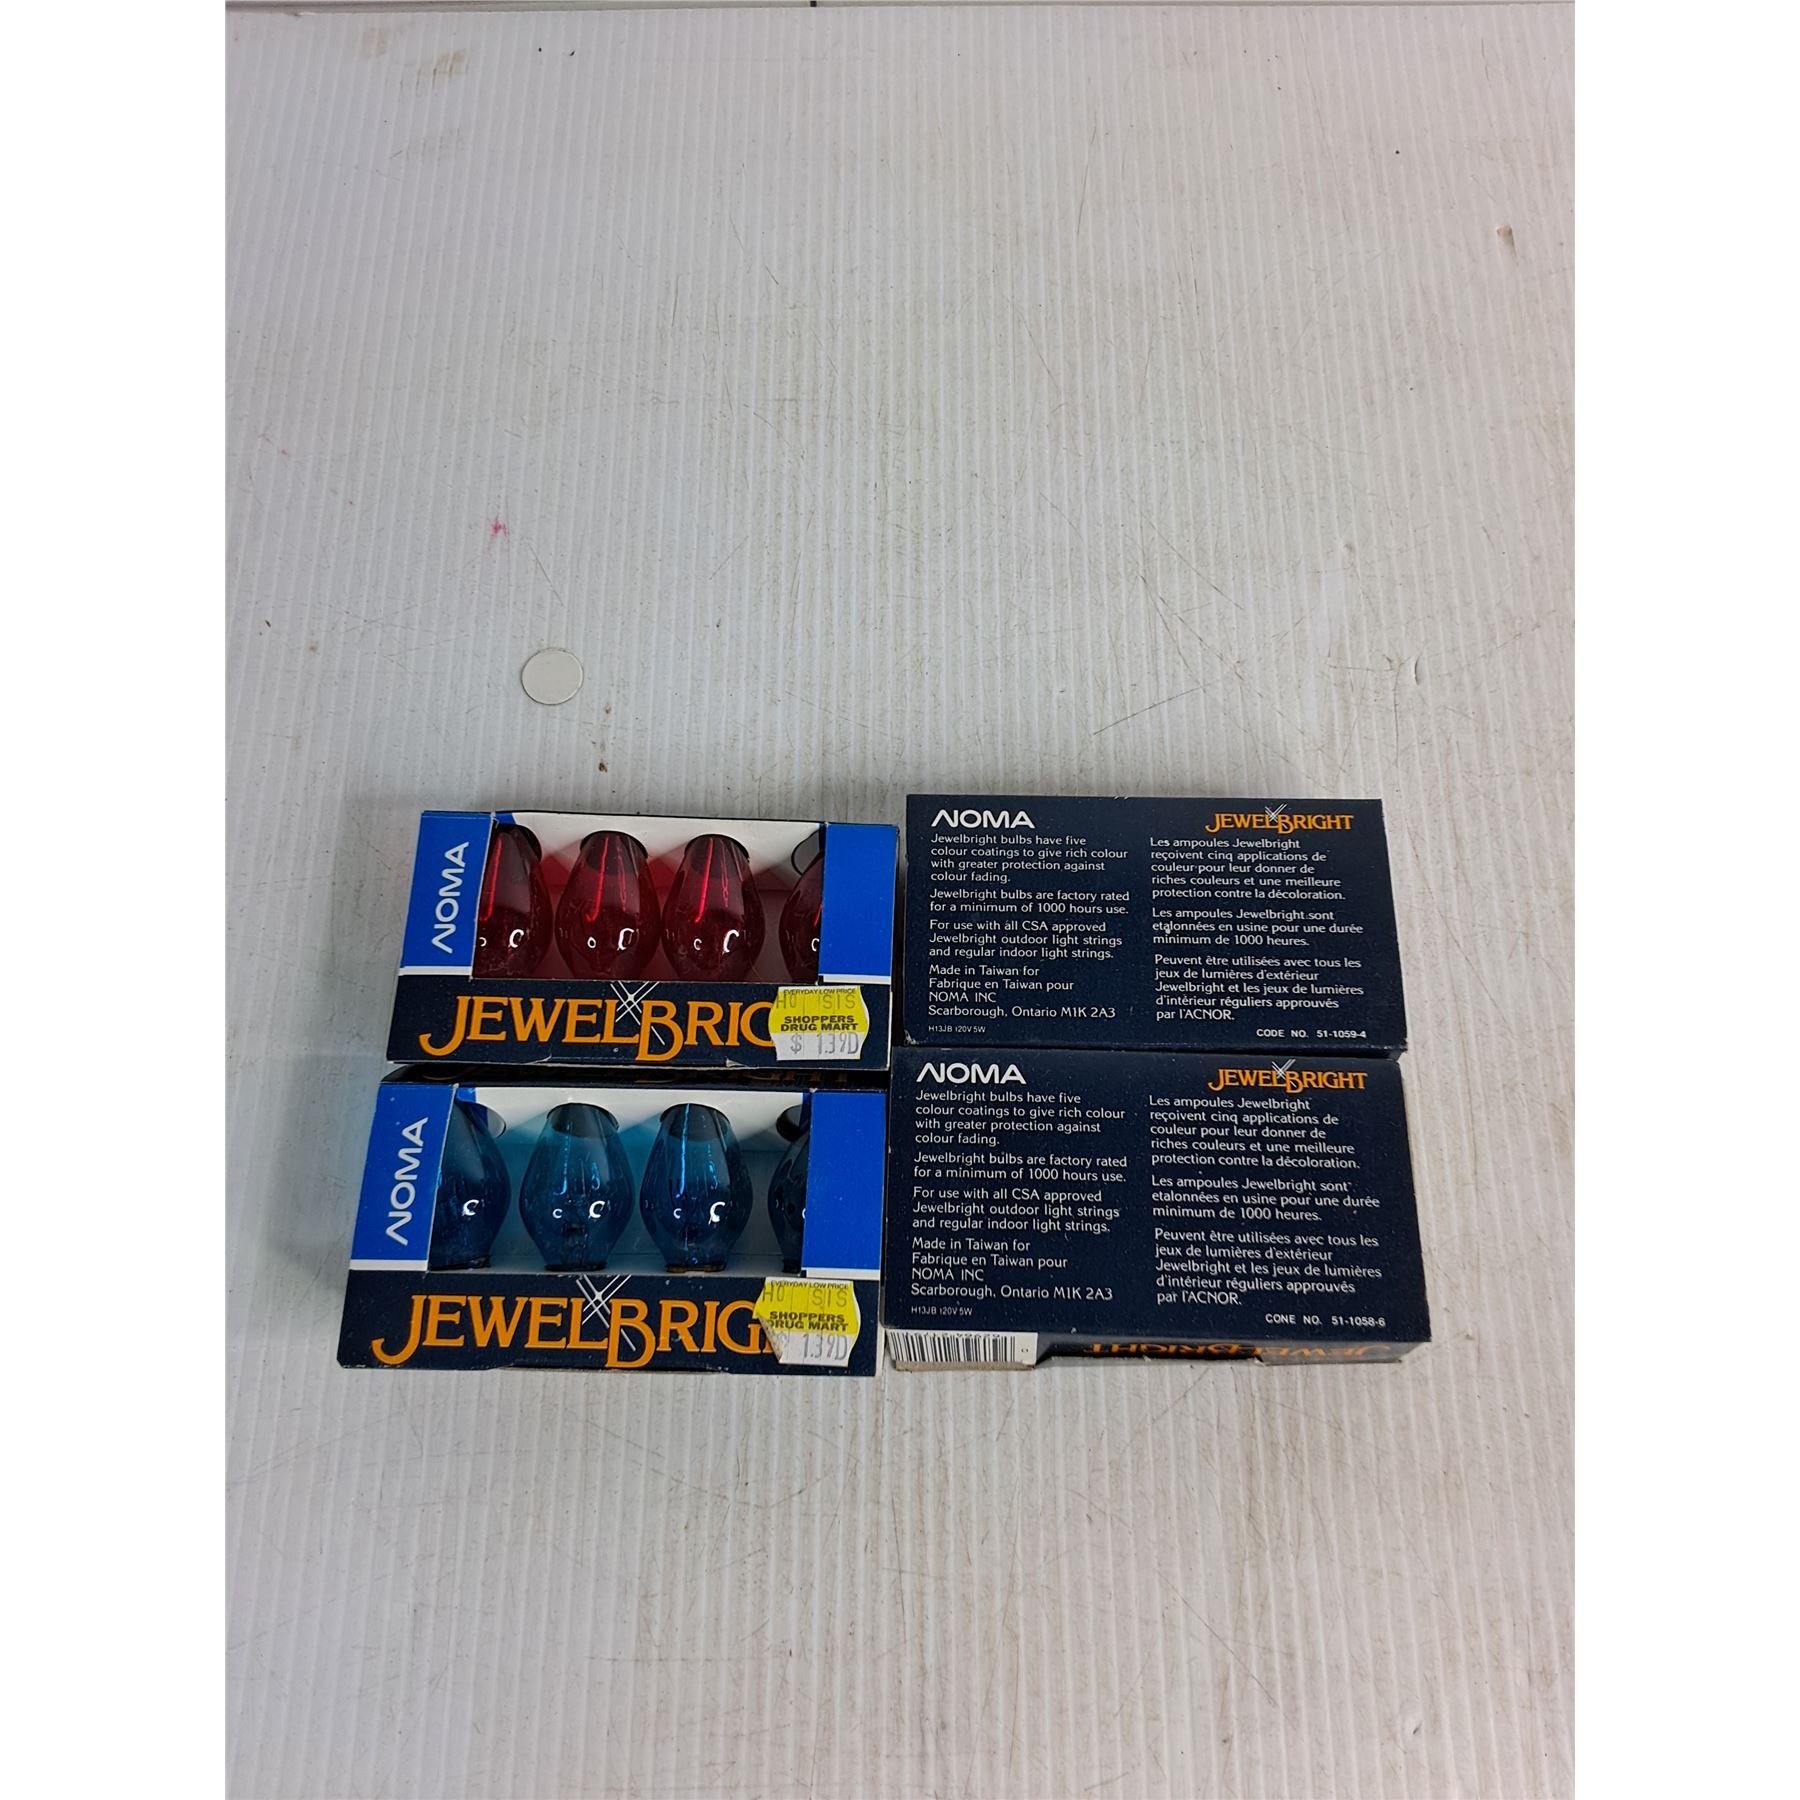 NOMA
JEWELBRIG
EVERYDAY LOW PRICE
HO SIS
SHOPPERS
DRUG MART
$ 1.39D
NOMA
JEWELBRIG
EVERYDAY LOW PRICE
HO SIS
SHOPPERS
DRUG MART
$ 1.39D
NOMA
Jewelbright bulbs have five
colour coatings to give rich colour
with greater protection against
colour fading.
Jewelbright bulbs are factory rated
for a minimum of 1000 hours use.
For use with all CSA approved
Jewelbright outdoor light strings
and regular indoor light strings.
Made in Taiwan for
Fabrique en Taiwan pour
NOMA INC
Scarborough, Ontario M1K 2A3
H13JB 120V 5W
JEWELBRIGHT
Les ampoules Jewelbright
reçoivent cinq applications de
couleur pour leur donner de
riches couleurs et une meilleure
protection contre la décoloration.
Les ampoules Jewelbright sont
etalonnées en usine pour une durée
minimum de 1000 heures.
Peuvent être utilisées avec tous les
jeux de lumières d'extérieur
Jewelbright et les jeux de lumières
d'intérieur réguliers approuvés
par l'ACNOR.
CODE NO. 51-1059-4
NOMA
Jewelbright bulbs have five
colour coatings to give rich colour
with greater protection against
colour fading.
Jewelbright bulbs are factory rated
for a minimum of 1000 hours use.
For use with all CSA approved
Jewelbright outdoor light strings
and regular indoor light strings.
Made in Taiwan for
Fabrique en Taiwan pour
NOMA INC
Scarborough, Ontario M1K 2A3
H13JB 120V 5W
JEWELBRIGHT
Les ampoules Jewelbright
reçoivent cinq applications de
couleur pour leur donner de
riches couleurs et une meilleure
protection contre la décoloration.
Les ampoules Jewelbright sont
etalonnées en usine pour une durée
minimum de 1000 heures.
Peuvent être utilisées avec tous les
jeux de lumières d'extérieur
Jewelbright et les jeux de lumières
d'intérieur réguliers approuvés
par l'ACNOR.
CONE NO. 51-1058-6
JEWELBRIGHT